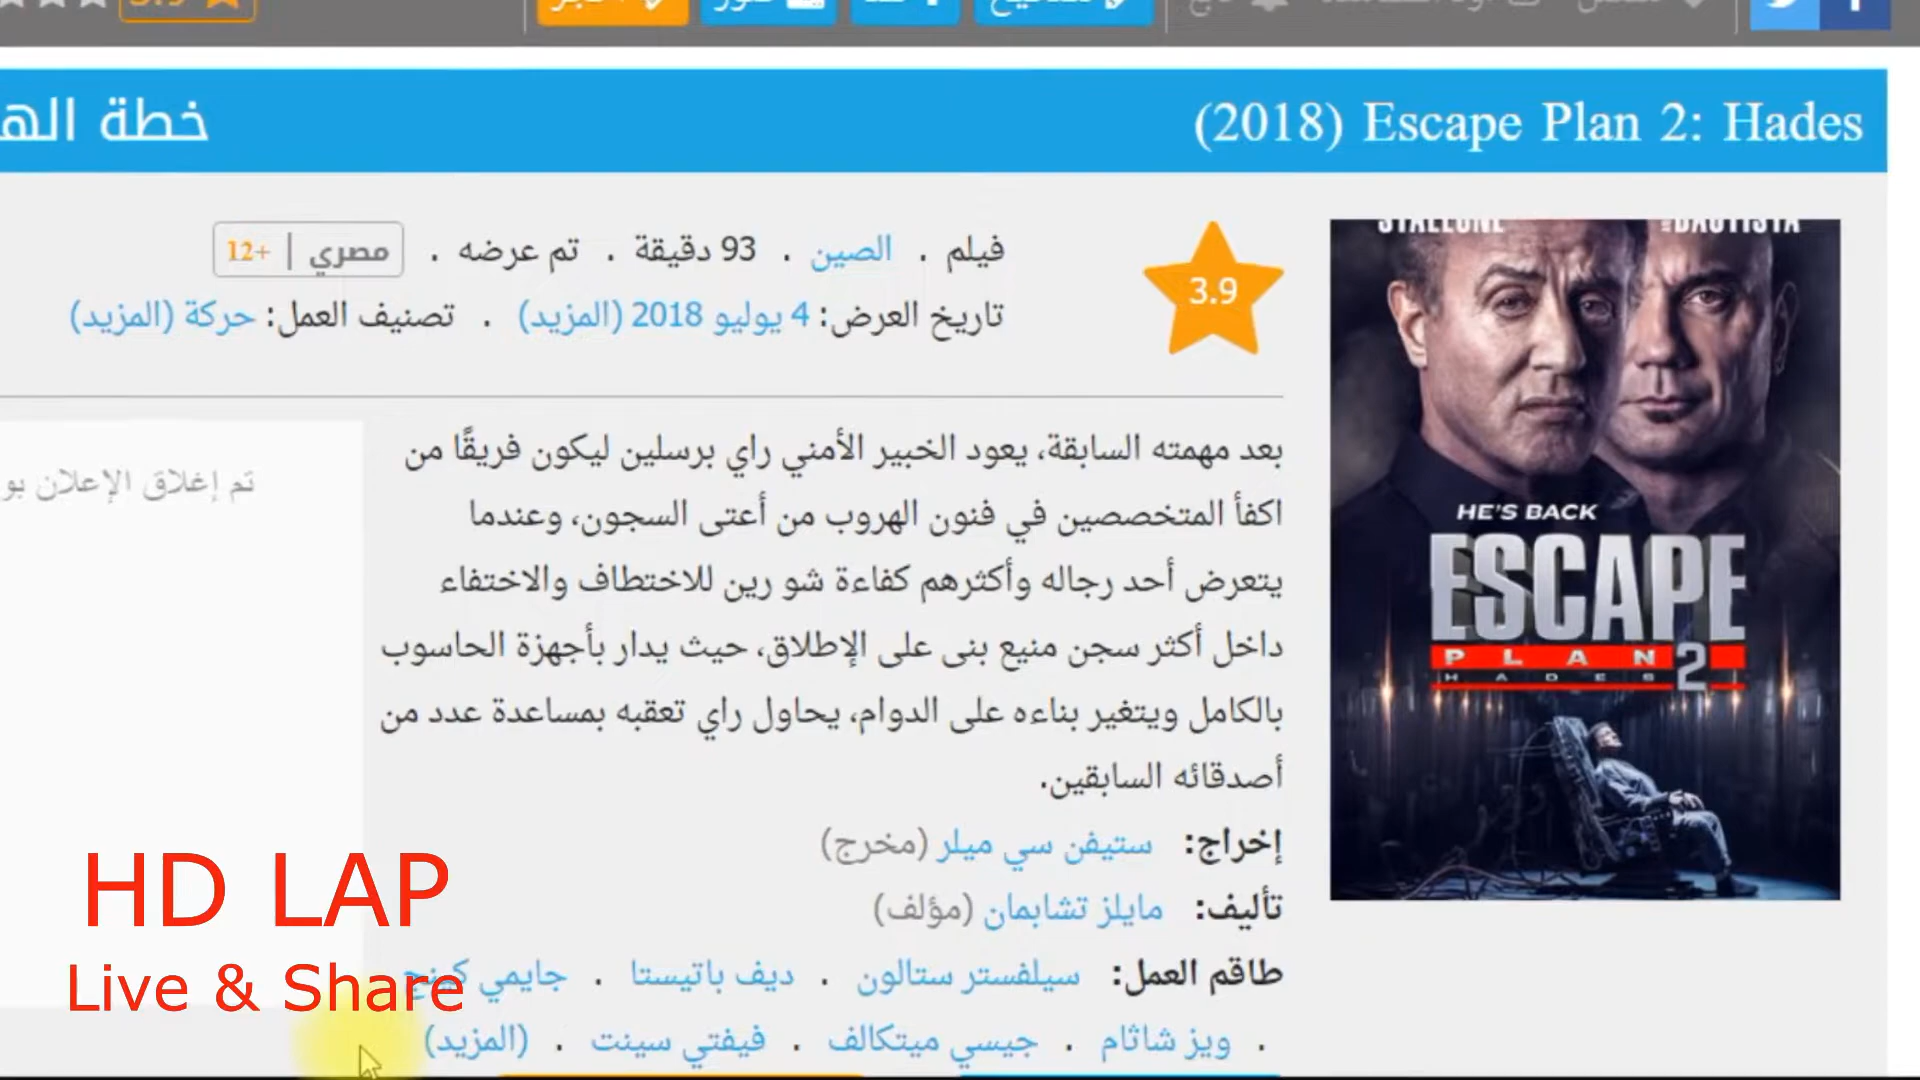 3.9
(2018) Escape Plan 2: Hades
خطة
فيلم . الصين . 93 دقيقة . تم عرضه . مصري | +12
تاريخ العرض: 4 يوليو 2018 (المزيد) . تصنيف العمل: حركة (المزيد)
3.9
STALLONE BAUTISTA
بعد مهمته السابقة، يعود الخبير الأمني راي برسلين ليكون فريقًا من
اكفأ المتخصصين في فنون الهروب من أعتى السجون، وعندما
يتعرض أحد رجاله وأكثرهم كفاءة شو رين للاختطاف والاختفاء
داخل أكثر سجن منيع بنى على الإطلاق، حيث يدار بأجهزة الحاسوب
بالكامل ويتغير بناءه على الدوام، يحاول راي تعقبه بمساعدة عدد من
أصدقائه السابقين.
تم إغلاق الإعلان
HE'S BACK
ESCAPE
PLAN 2
HADES
إخراج: ستيفن سي ميلر (مخرج)
تأليف: مايلز تشابمان (مؤلف)
طاقم العمل: سيلفستر ستالون . ديف باتيستا . جايمي كينج
. ويز شاثام . جيسي ميتكالف . فيفتي سينت . (المزيد)
HD LAP
Live & Share